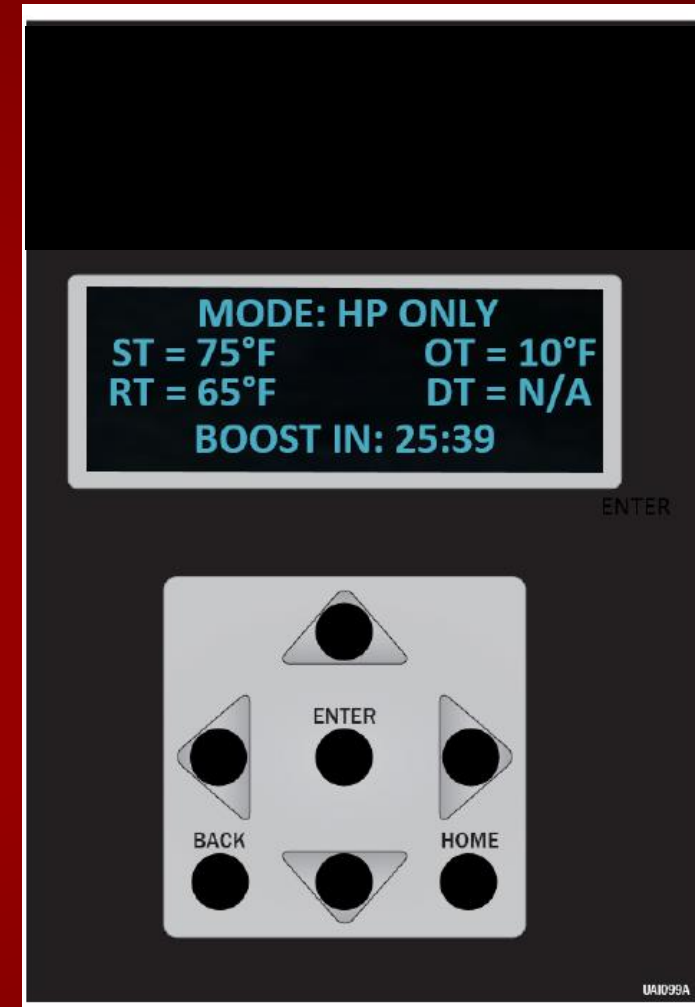 MODE: HP ONLY
ST = 75°F OT = 10°F
RT = 65°F DT = N/A
BOOST IN: 25:39
ENTER
ENTER
BACK HOME
UAI099A